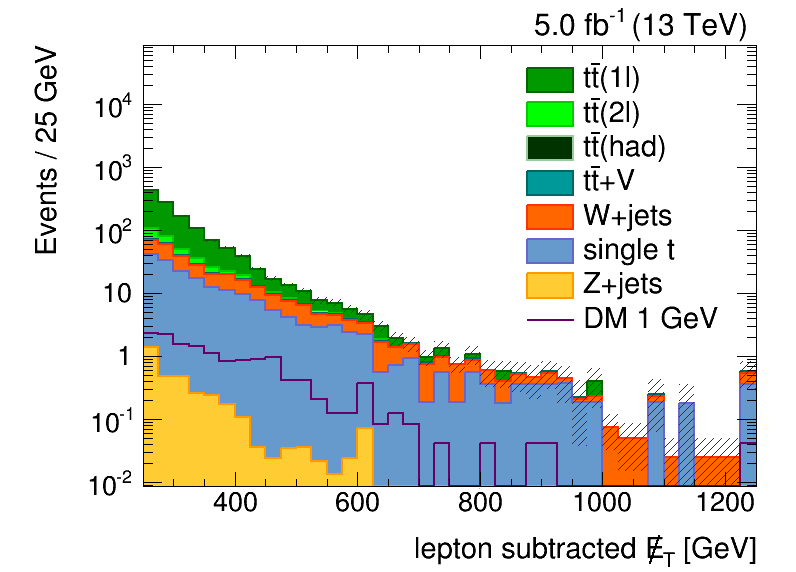 5.0 fb⁻¹ (13 TeV)
Events / 25 GeV
tt̄(1l)
tt̄(2l)
tt̄(had)
tt̄+V
W+jets
single t
Z+jets
DM 1 GeV
10⁴
10³
10²
10
1
10⁻¹
10⁻²
400 600 800 1000 1200
lepton subtracted E̸_T [GeV]